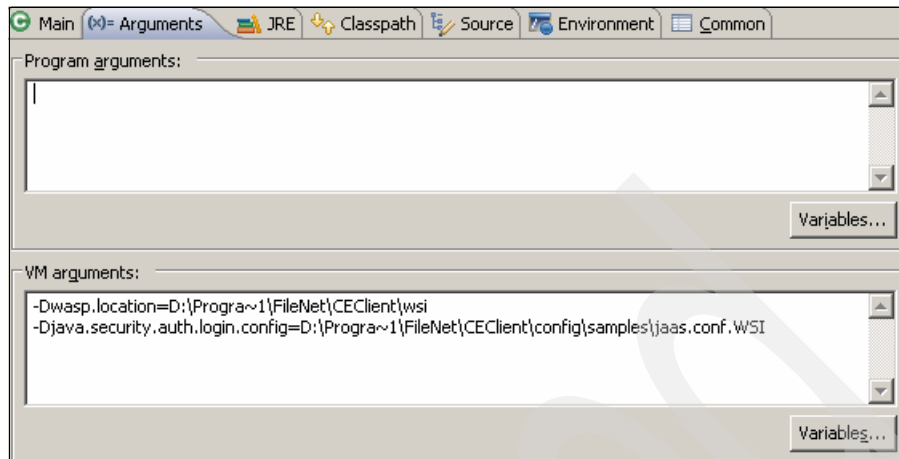 Main (x)= Arguments JRE Classpath Source Environment Common
Program arguments:
Variables...
VM arguments:
-Dwasp.location=D:\Progra~1\FileNet\CEClient\wsi
-Djava.security.auth.login.config=D:\Progra~1\FileNet\CEClient\config\samples\jaas.conf.WSI
Variables...